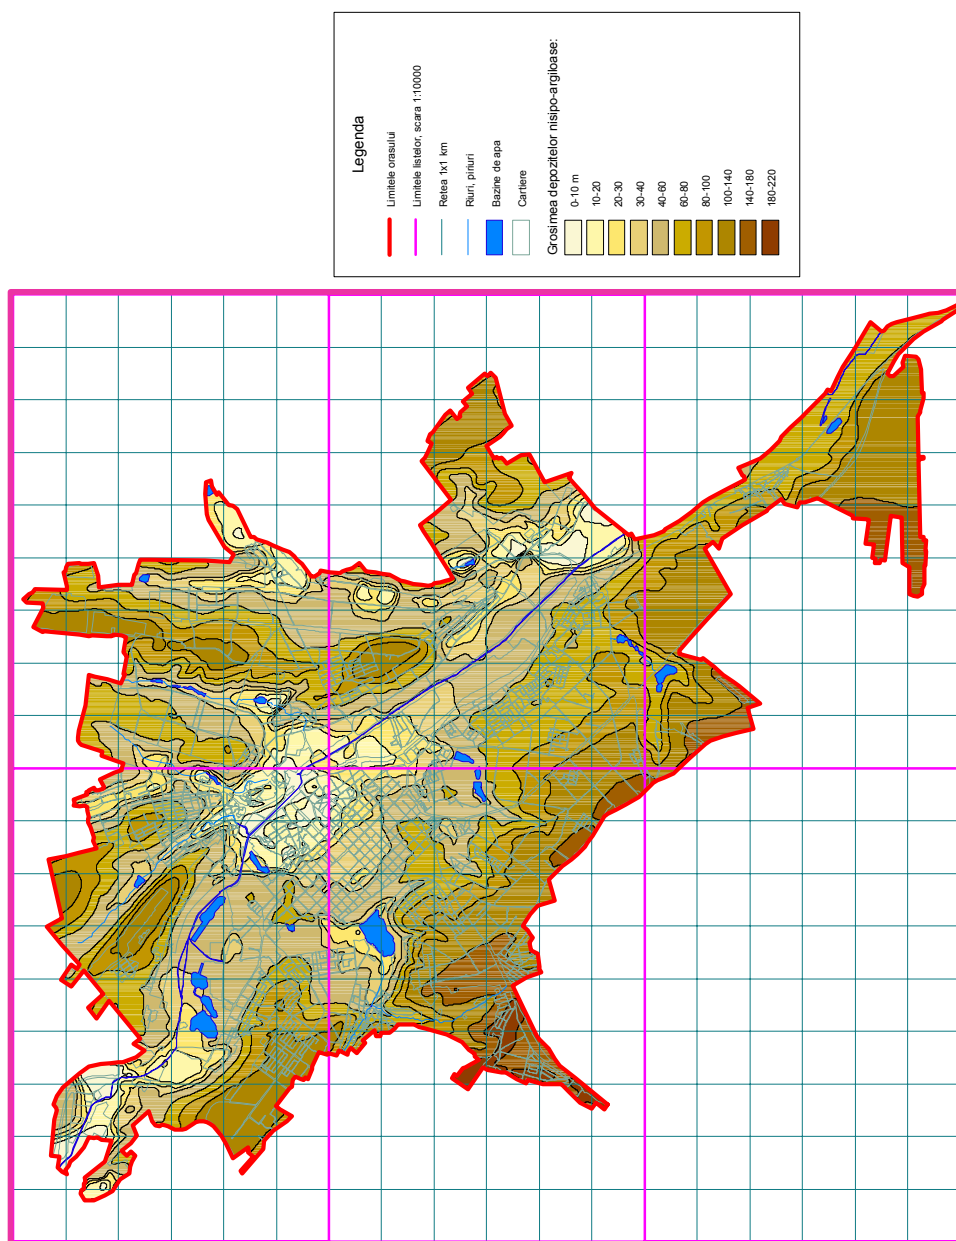 Legenda
Limitele orasului
Limitele listelor, scara 1:10000
Retea 1x1 km
Riuri, piriuri
Bazine de apa
Cartiere
Grosimea depozitelor nisipo-argiloase:
0-10 m
10-20
20-30
30-40
40-60
60-80
80-100
100-140
140-180
180-220